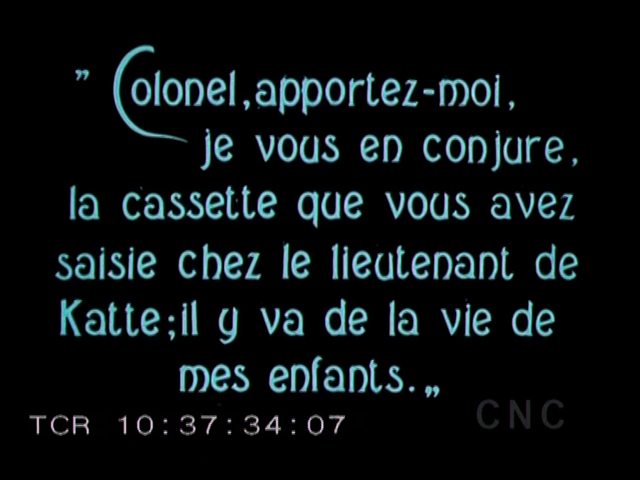 ” Colonel, apportez-moi,
je vous en conjure,
la cassette que vous avez
saisie chez le lieutenant de
Katte; il y va de la vie de
mes enfants. „
TCR 10:37:34:07
CNC